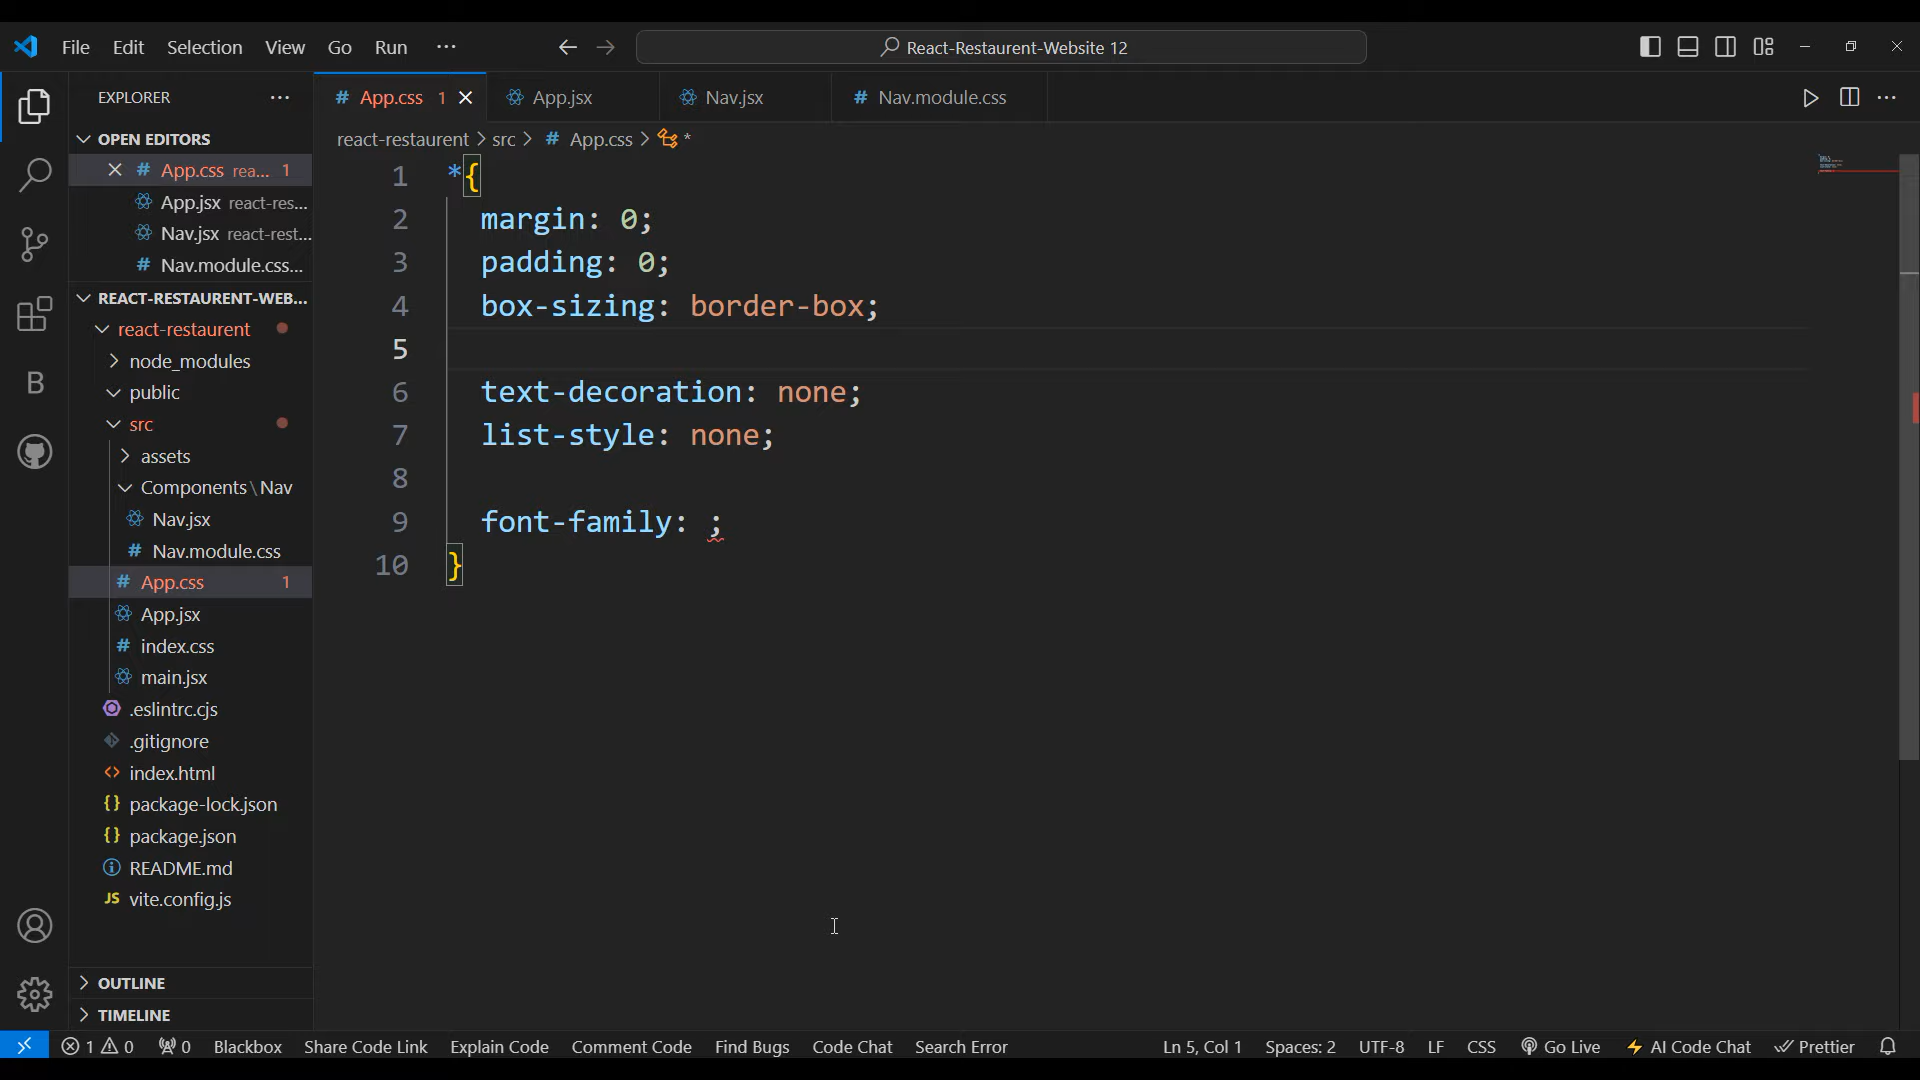 File Edit Selection View Go Run ···
React-Restaurent-Website 12
EXPLORER
OPEN EDITORS
App.css rea... 1
App.jsx react-res...
Nav.jsx react-rest...
Nav.module.css...
REACT-RESTAURENT-WEB...
react-restaurent
node_modules
public
src
assets
Components\Nav
Nav.jsx
Nav.module.css
App.css 1
App.jsx
index.css
main.jsx
.eslintrc.cjs
.gitignore
index.html
package-lock.json
package.json
README.md
vite.config.js
OUTLINE
TIMELINE
App.css 1 App.jsx Nav.jsx Nav.module.css
react-restaurent > src > # App.css > *
1 *{
2 margin: 0;
3 padding: 0;
4 box-sizing: border-box;
5
6 text-decoration: none;
7 list-style: none;
8
9 font-family: ;
10 }
1 0 0 Blackbox Share Code Link Explain Code Comment Code Find Bugs Code Chat Search Error Ln 5, Col 1 Spaces: 2 UTF-8 LF CSS Go Live AI Code Chat Prettier